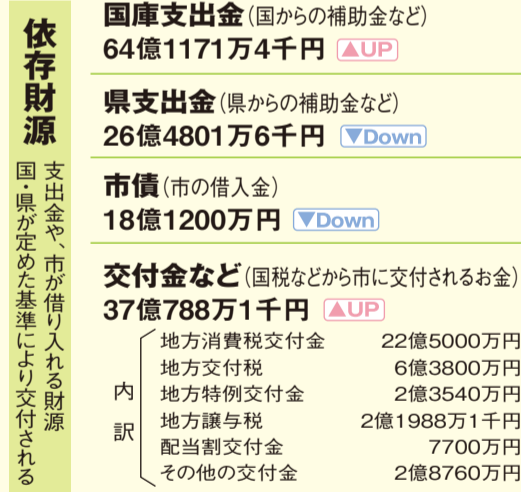 依存財源
支出金や、市が借り入れる財源
国・県が定めた基準により交付される
国庫支出金(国からの補助金など)
64億1171万4千円 ▲UP
県支出金(県からの補助金など)
26億4801万6千円 ▼Down
市債(市の借入金)
18億1200万円 ▼Down
交付金など(国税などから市に交付されるお金)
37億788万1千円 ▲UP
内訳
地方消費税交付金 22億5000万円
地方交付税 6億3800万円
地方特例交付金 2億3540万円
地方譲与税 2億1988万1千円
配当割交付金 7700万円
その他の交付金 2億8760万円